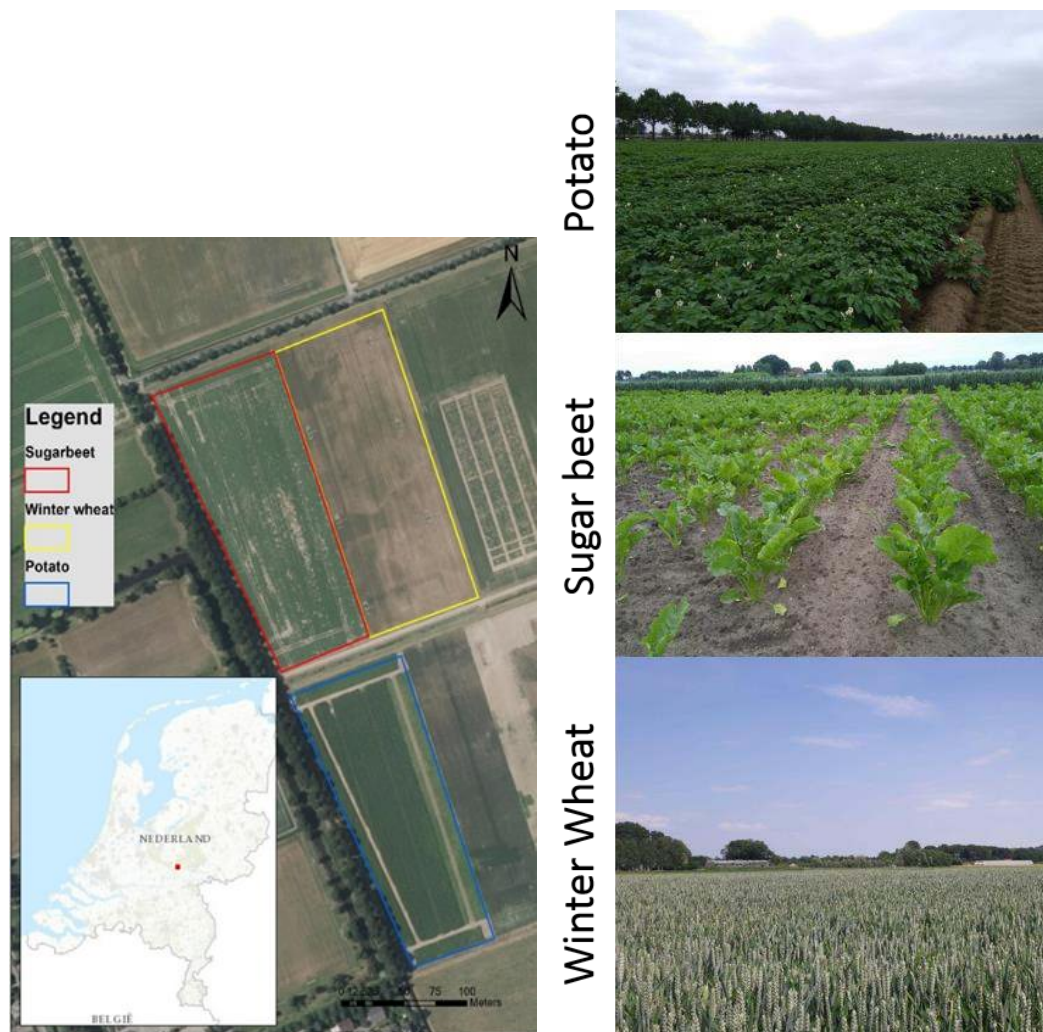 Potato
Sugar beet
Winter Wheat
N
Legend
Sugarbeet
Winter wheat
Potato
NEDERLAND
BELGIË
75 100
Meters